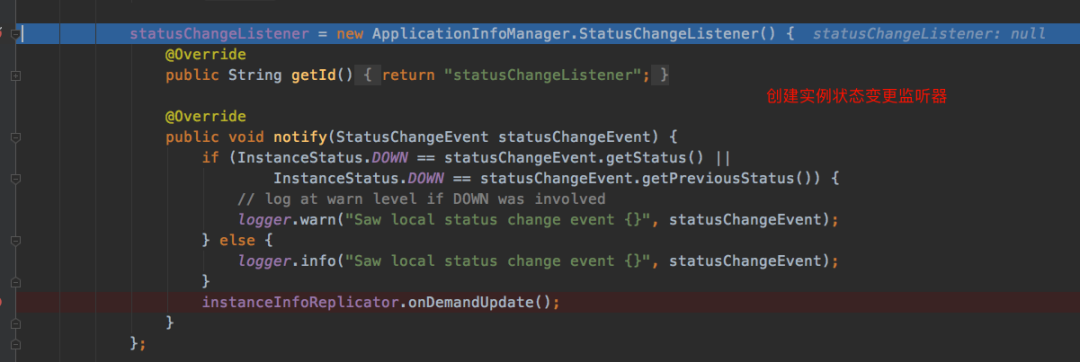 statusChangeListener = new ApplicationInfoManager.StatusChangeListener() {  statusChangeListener: null
@Override
public String getId() { return "statusChangeListener"; }
创建实例状态变更监听器
@Override
public void notify(StatusChangeEvent statusChangeEvent) {
if (InstanceStatus.DOWN == statusChangeEvent.getStatus() ||
InstanceStatus.DOWN == statusChangeEvent.getPreviousStatus()) {
// log at warn level if DOWN was involved
logger.warn("Saw local status change event {}", statusChangeEvent);
} else {
logger.info("Saw local status change event {}", statusChangeEvent);
}
instanceInfoReplicator.onDemandUpdate();
}
};